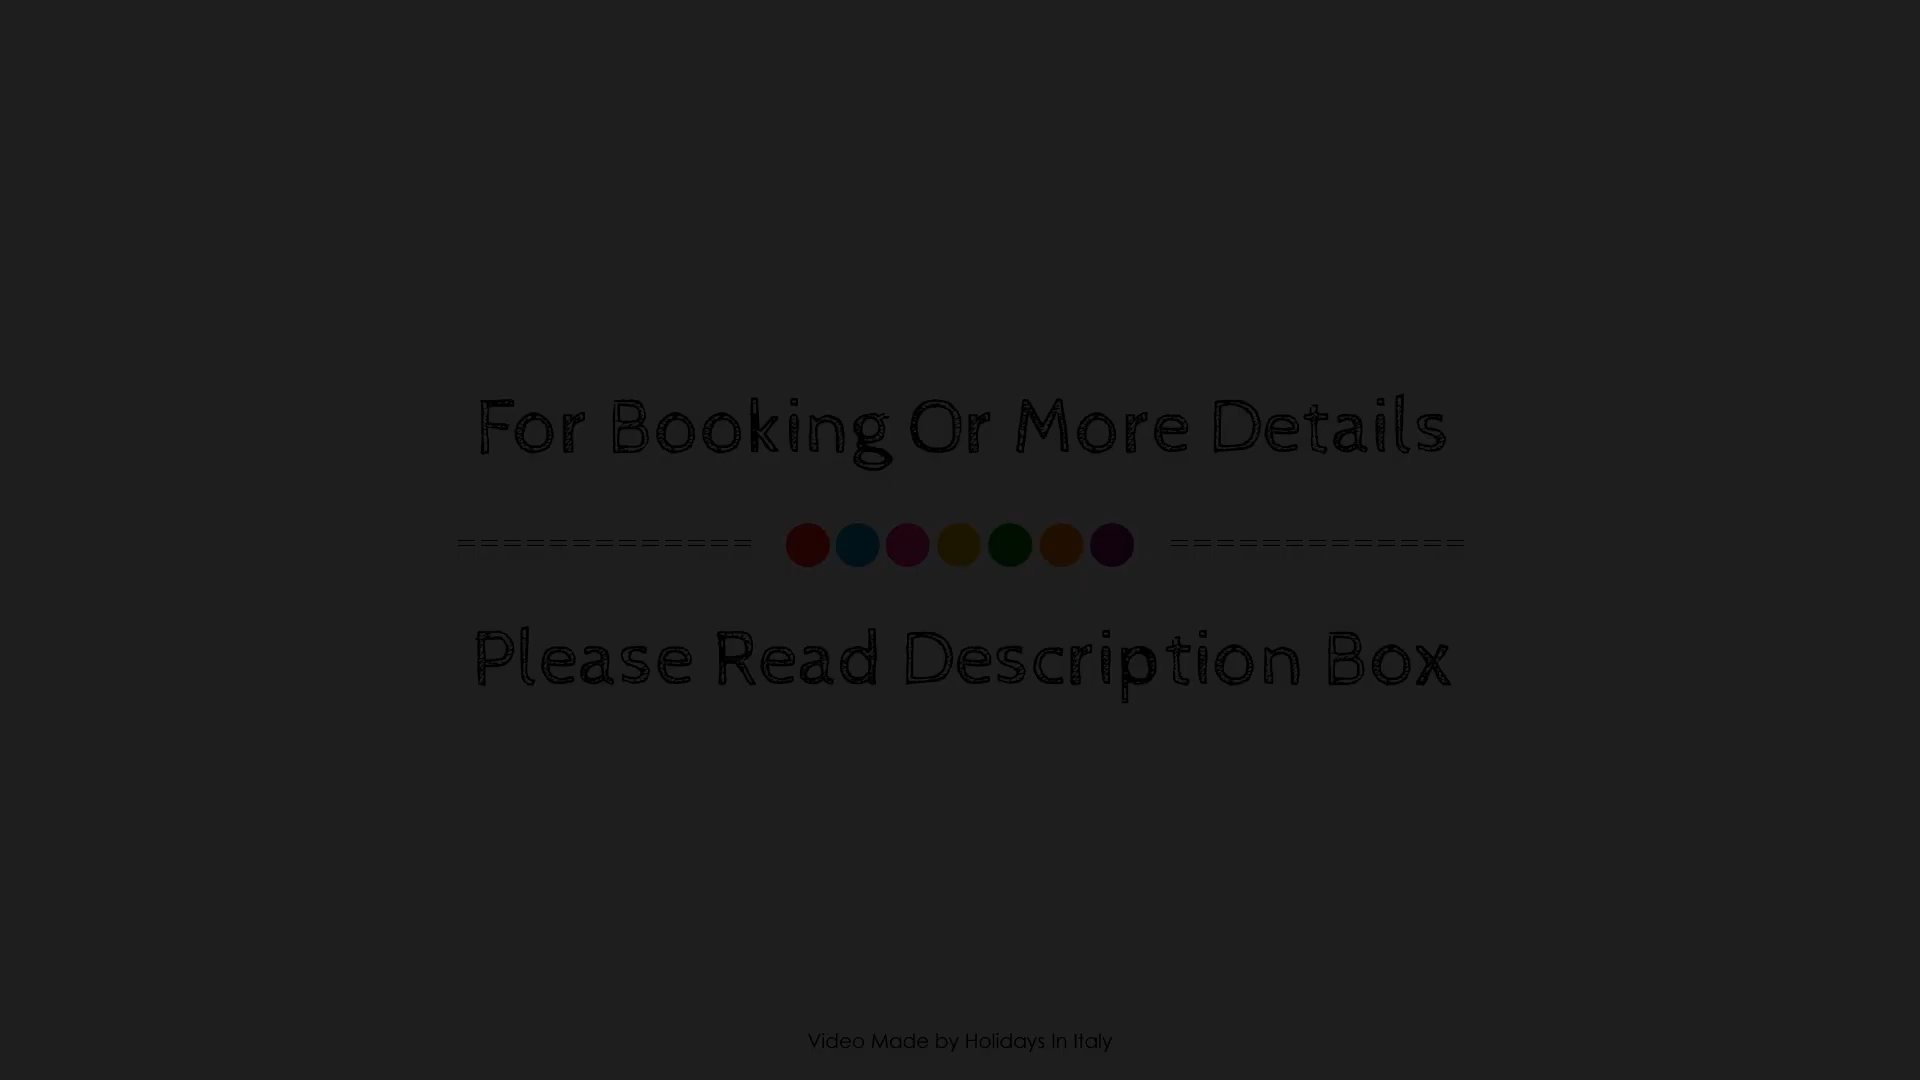 For Booking Or More Details
============= =============
Please Read Description Box
Video Made by Holidays In Italy